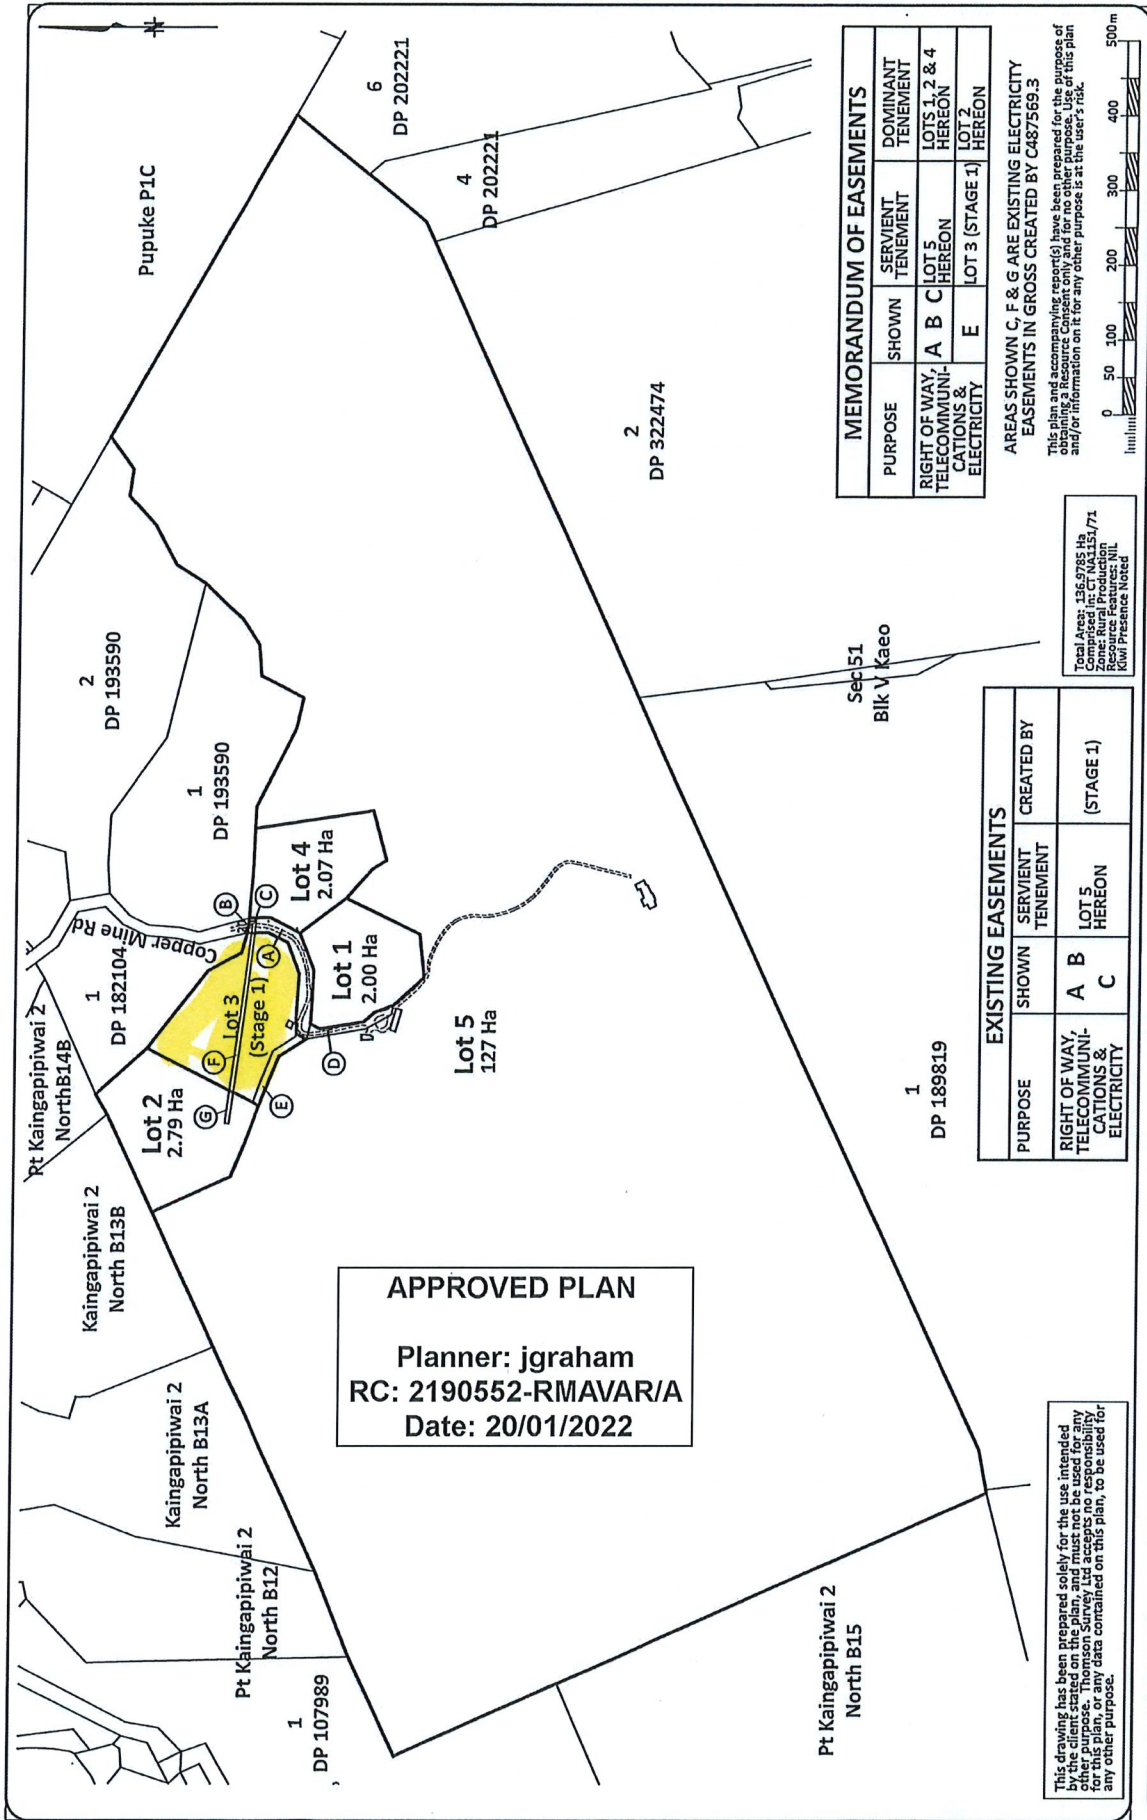 Pt Kaingapipiwai 2
NorthB14B
Kaingapipiwai 2
North B13B
Kaingapipiwai 2
North B13A
Pt Kaingapipiwai 2
North B12
1
DP 107989
1
DP 182104
Copper Mine Rd
2
DP 193590
1
DP 193590
Pupuke P1C
6
DP 202221
4
DP 202221
Lot 2
2.79 Ha
Lot 3
(Stage 1)
Lot 4
2.07 Ha
Lot 1
2.00 Ha
Lot 5
127 Ha
G
F
E
D
A
B
C
2
DP 322474
Sec 51
Blk V Kaeo
1
DP 189819
Pt Kaingapipiwai 2
North B15
APPROVED PLAN
Planner: jgraham
RC: 2190552-RMAVAR/A
Date: 20/01/2022
This drawing has been prepared solely for the use intended
by the client stated on the plan, and must not be used for any
other purpose. Thomson Survey Ltd accepts no responsibility
for this plan, or any data contained on this plan, to be used for
any other purpose.
EXISTING EASEMENTS
PURPOSE SHOWN SERVIENT TENEMENT CREATED BY
RIGHT OF WAY,
TELECOMMUNI-
CATIONS &
ELECTRICITY
A B
C
LOT 5
HEREON
(STAGE 1)
Total Area: 136.9785 Ha
Comprised in: CT NA1151/71
Zone: Rural Production
Resource Features: NIL
Kiwi Presence Noted
MEMORANDUM OF EASEMENTS
PURPOSE SHOWN SERVIENT TENEMENT DOMINANT TENEMENT
RIGHT OF WAY,
TELECOMMUNI-
CATIONS &
ELECTRICITY
A B C
LOT 5
HEREON
LOTS 1, 2 & 4
HEREON
E
LOT 3 (STAGE 1)
LOT 2
HEREON
AREAS SHOWN C, F & G ARE EXISTING ELECTRICITY
EASEMENTS IN GROSS CREATED BY C487569.3
This plan and accompanying report(s) have been prepared for the purpose of
obtaining a Resource Consent only and for no other purpose. Use of this plan
and/or information on it for any other purpose is at the user's risk.
0 50 100 200 300 400 500m